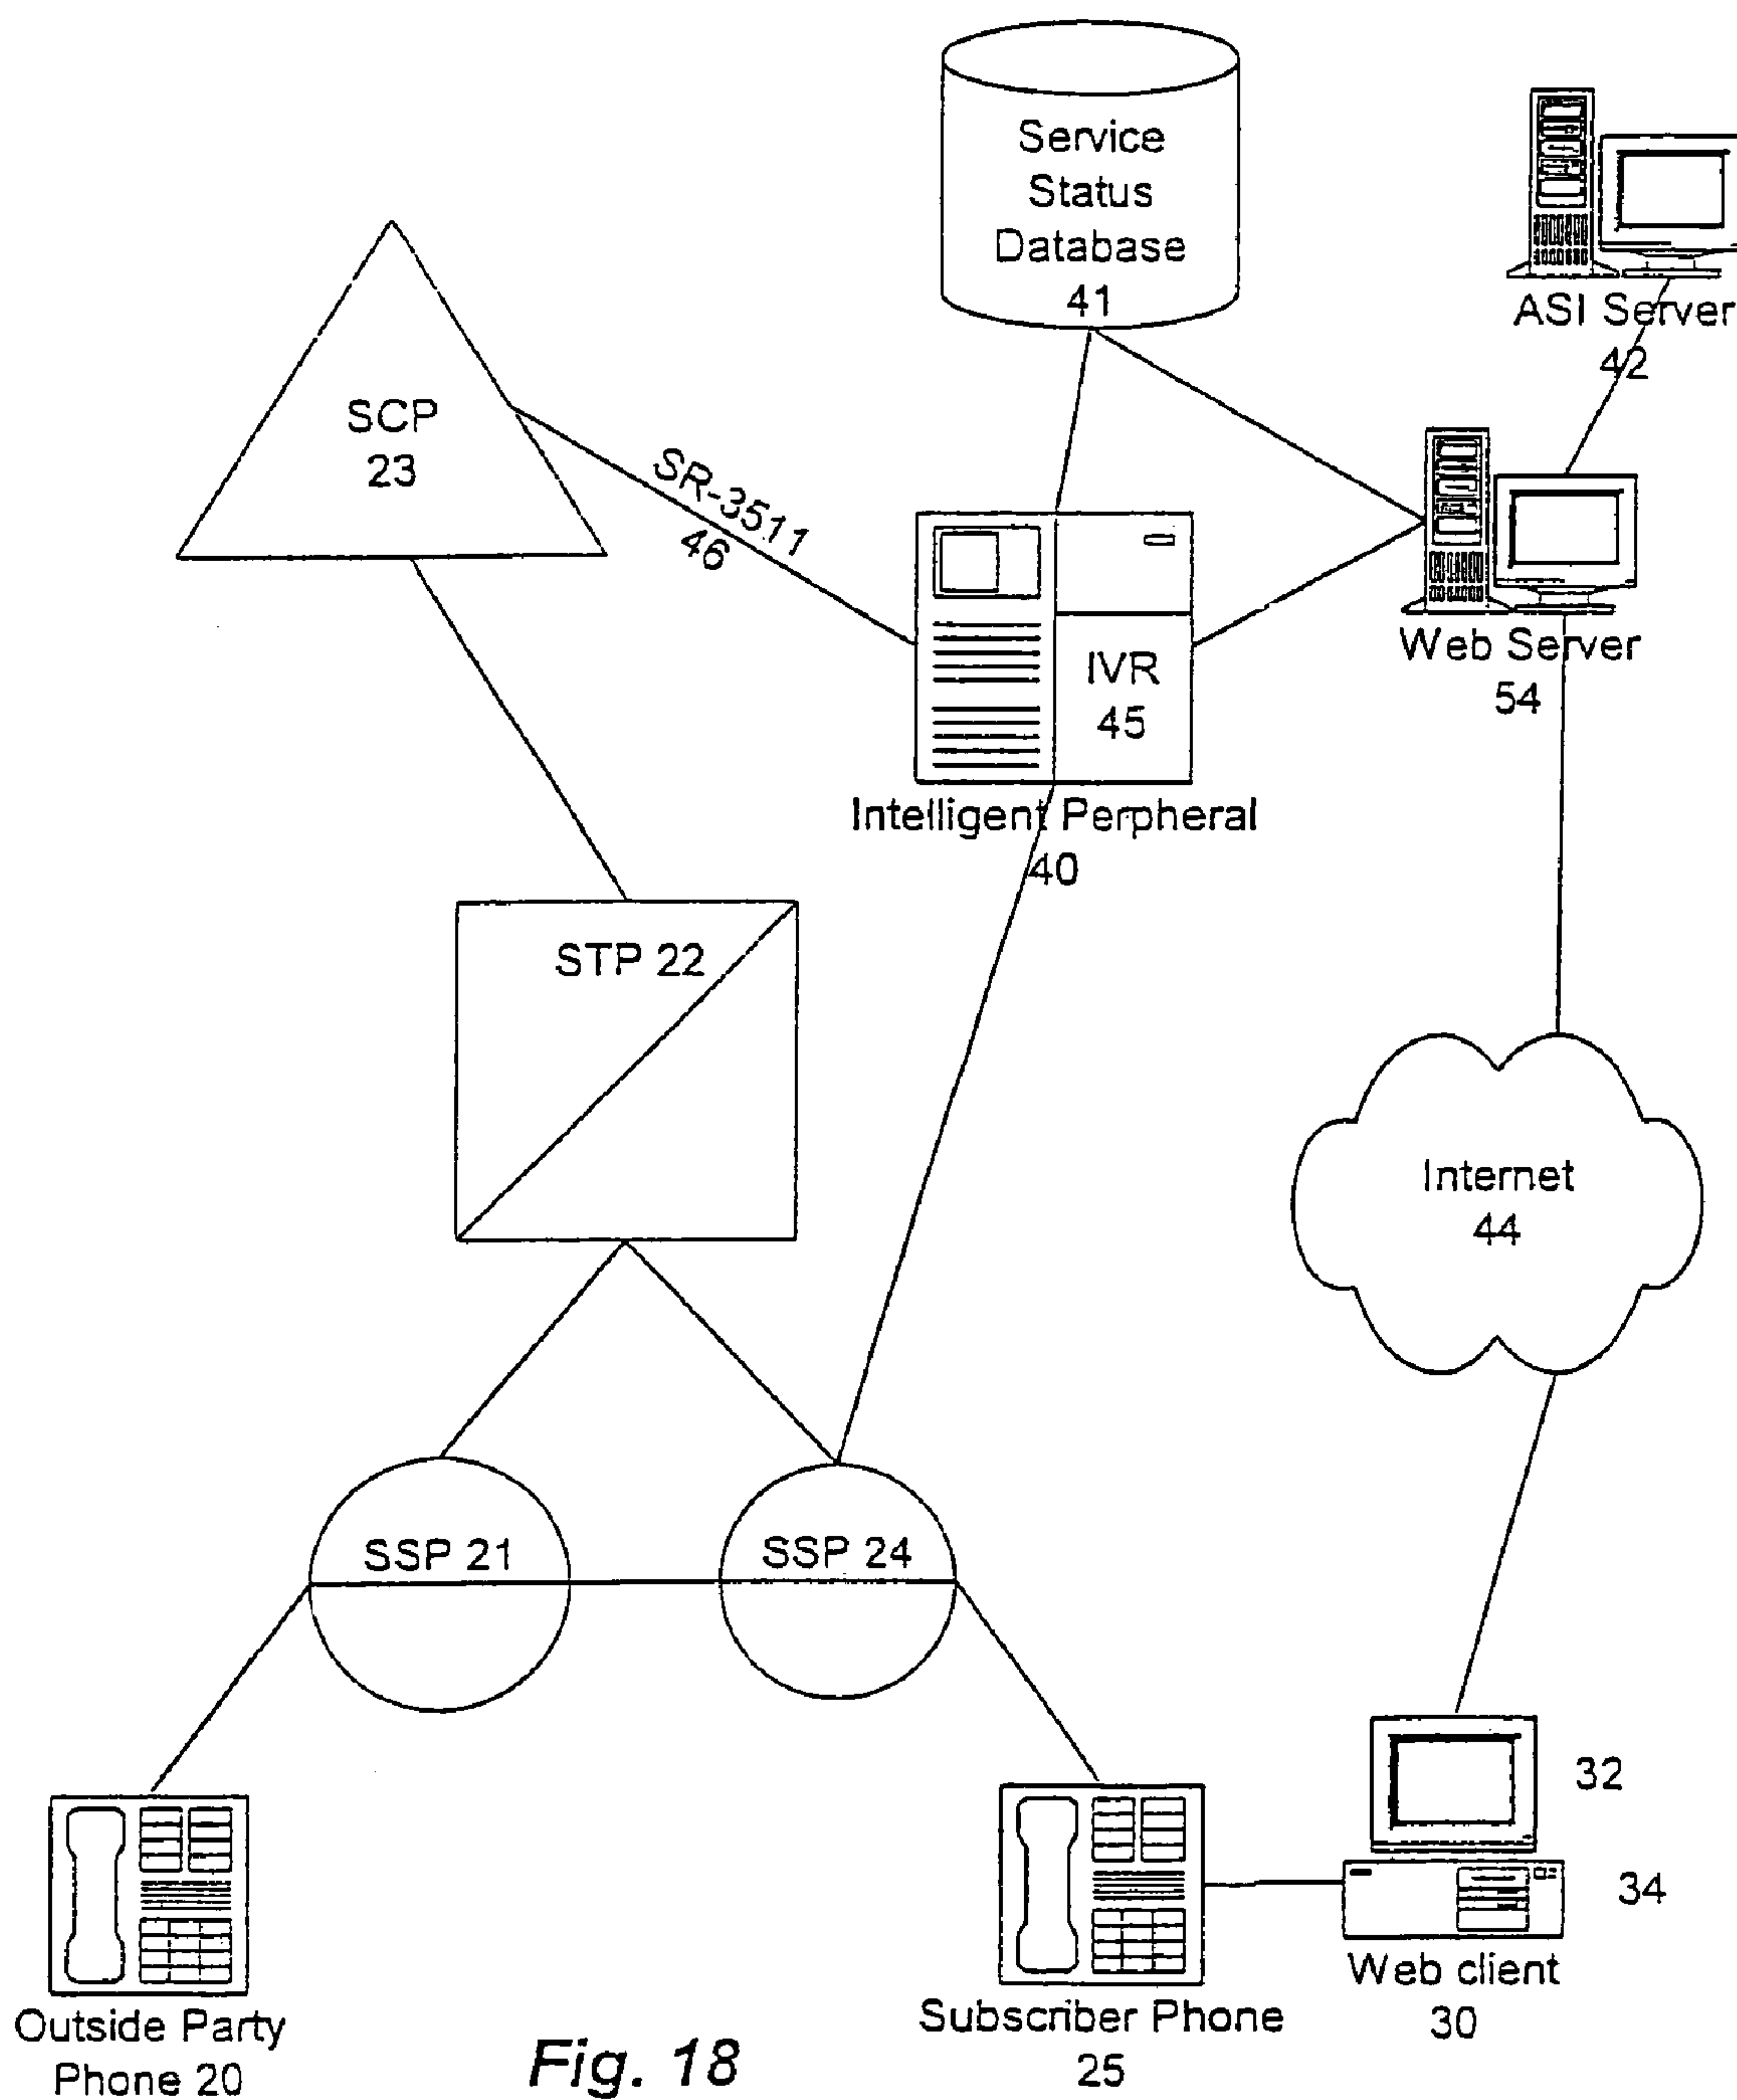 Service
Status
Database
41
ASI Server
42
SCP
23
SR-3511
46
Web Server
54
IVR
45
Intelligent Perpheral
40
STP 22
Internet
44
SSP 21
SSP 24
32
34
Web client
30
Subscriber Phone
25
Outside Party
Phone 20
Fig. 18